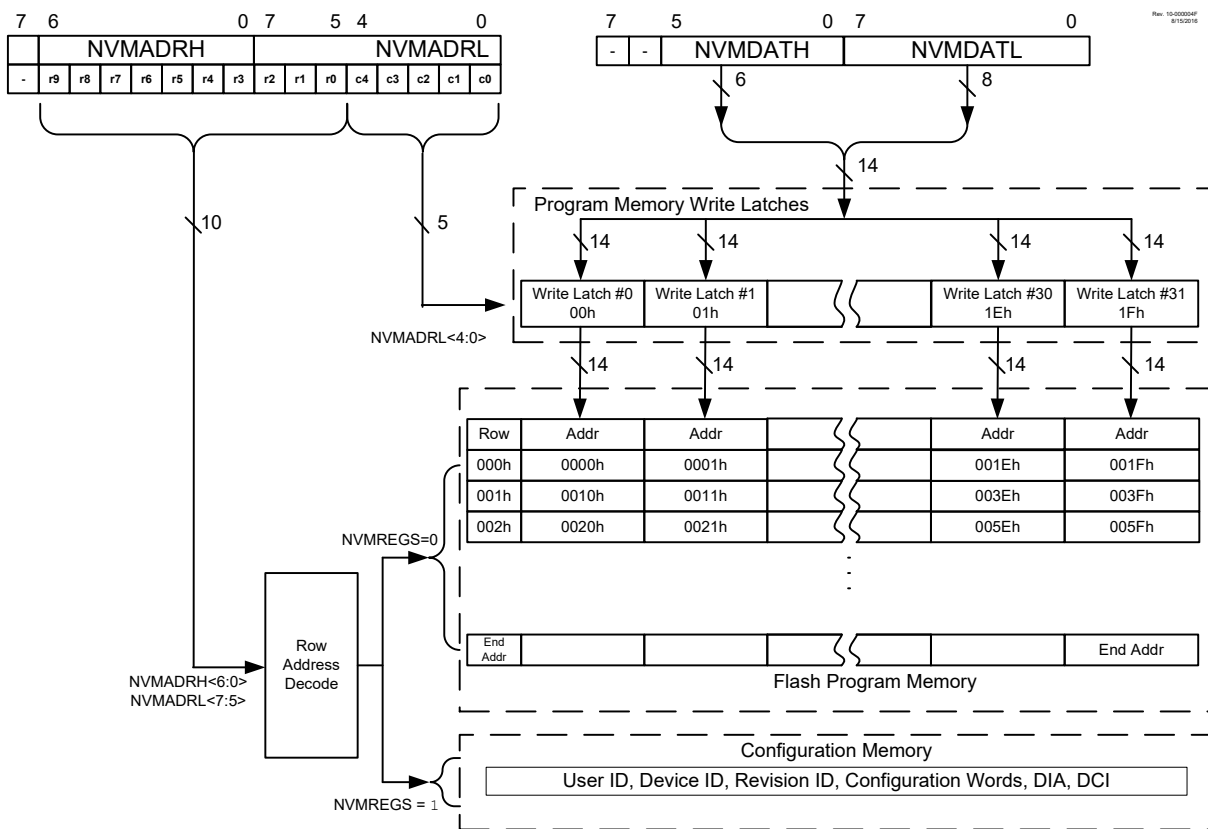 Rev. 10-000004F
8/15/2016
7 6 0 7 5 4 0
NVMADRH NVMADRL
- r9 r8 r7 r6 r5 r4 r3 r2 r1 r0 c4 c3 c2 c1 c0
7 5 0 7 0
- - NVMDATH NVMDATL
6 8
14
10 5
Program Memory Write Latches
14 14 14 14
Write Latch #0 Write Latch #1 Write Latch #30 Write Latch #31
00h 01h 1Eh 1Fh
NVMADRL<4:0>
14 14 14 14
Row Addr Addr Addr Addr
000h 0000h 0001h 001Eh 001Fh
001h 0010h 0011h 003Eh 003Fh
002h 0020h 0021h 005Eh 005Fh
NVMREGS=0
End
Addr
End Addr
Flash Program Memory
Row
Address
Decode
NVMADRH<6:0>
NVMADRL<7:5>
Configuration Memory
User ID, Device ID, Revision ID, Configuration Words, DIA, DCI
NVMREGS = 1